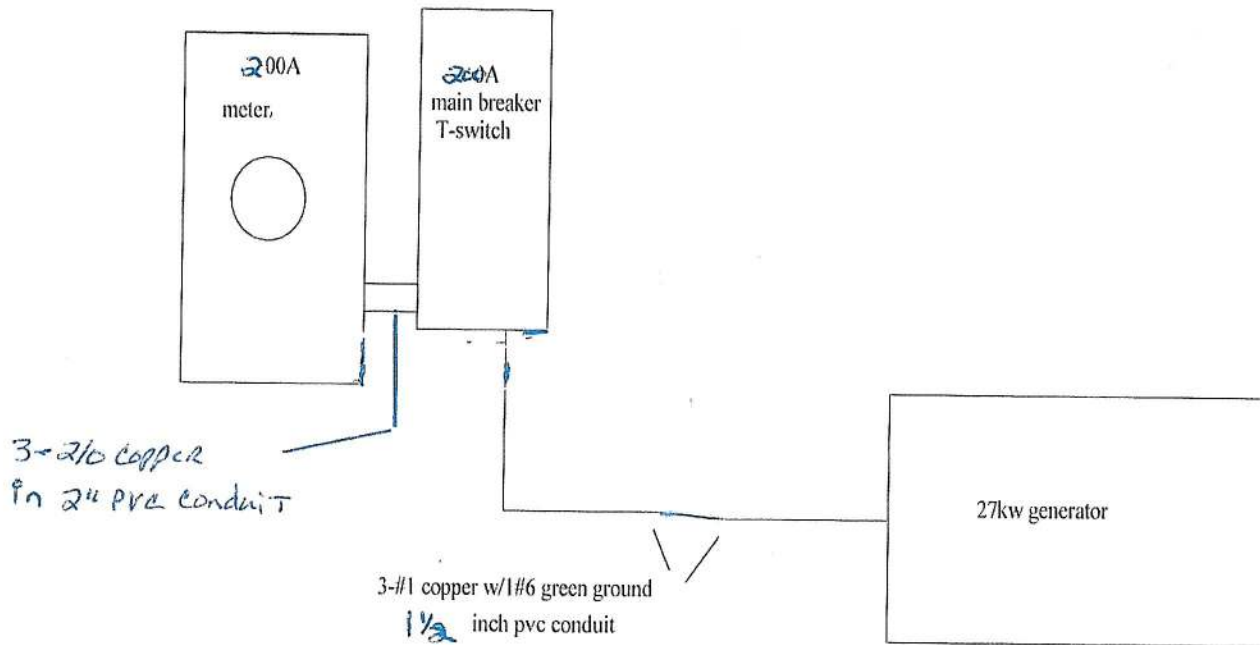 200A
meter,
200A
main breaker
T-switch
3-2/0 copper
in 2" PVC conduit
27kw generator
3-#1 copper w/1#6 green ground
1 1/2 inch pvc conduit